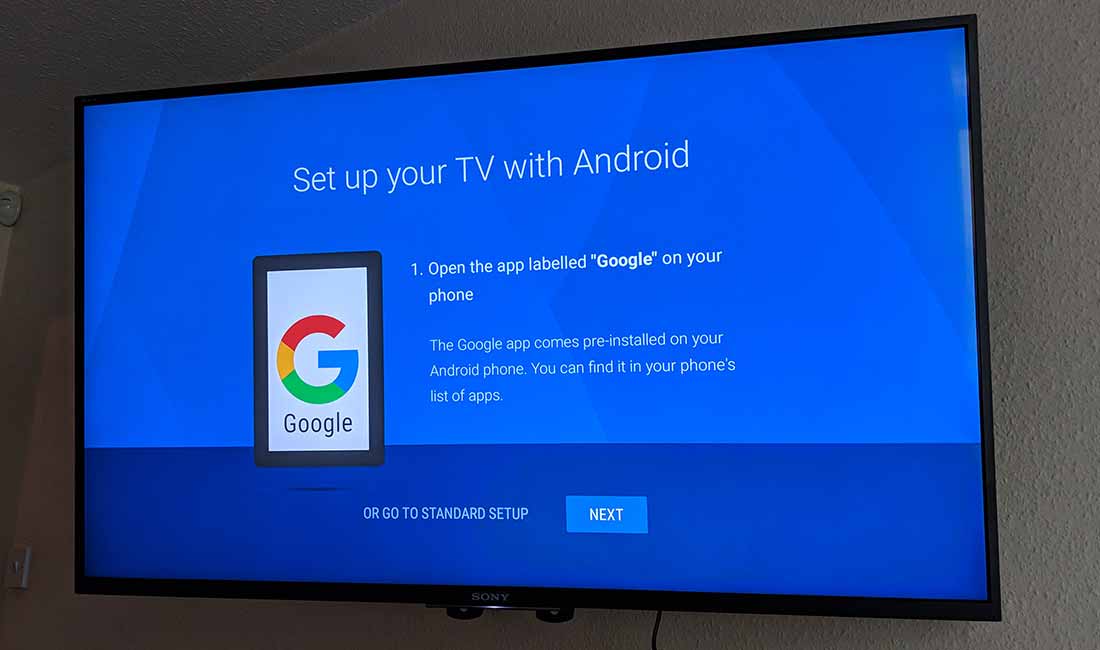 Set up your TV with Android
1. Open the app labelled "Google" on your
phone
The Google app comes pre-installed on your
Android phone. You can find it in your phone's
list of apps.
Google
OR GO TO STANDARD SETUP
NEXT
SONY